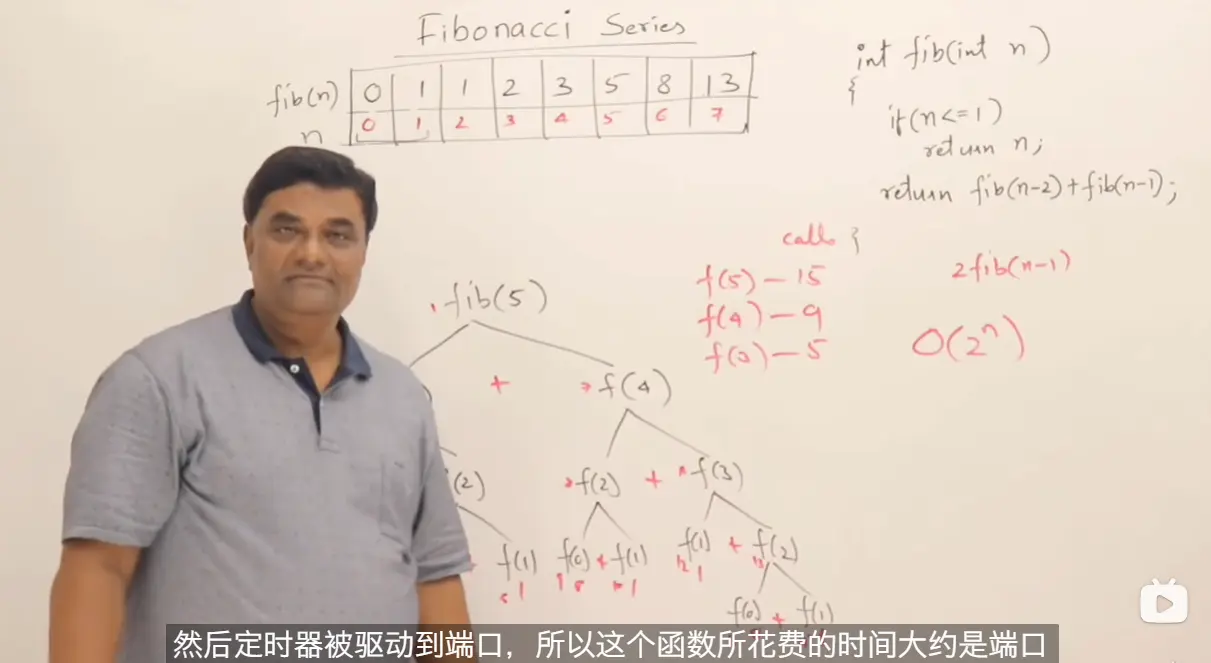 Fibonacci Series
fib(n) 0 1 1 2 3 5 8 13
n 0 1 2 3 4 5 6 7
int fib(int n)
{
if(n<=1)
return n;
return fib(n-2)+fib(n-1);
}
calls
f(5) - 15
f(4) - 9
f(3) - 5
2fib(n-1)
O(2ⁿ)
1 fib(5)
+ f(4)
(2) f(2) + f(3)
f(1) f(0) + f(1) f(1) + f(2)
f(0) + f(1)
然后定时器被驱动到端口，所以这个函数所花费的时间大约是端口